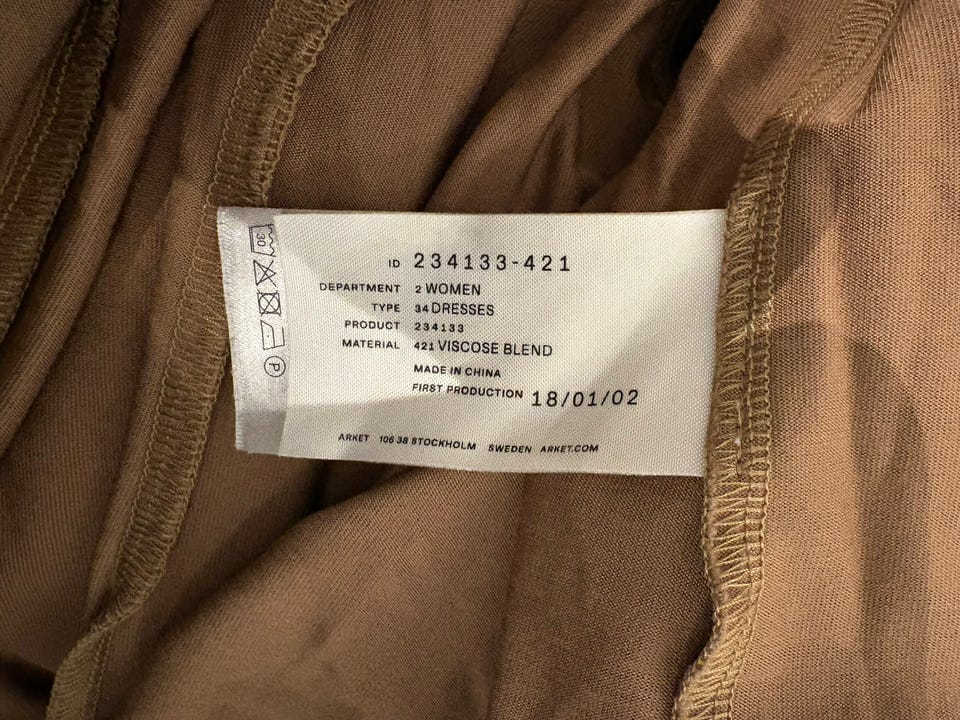 30
P
ID 234133-421
DEPARTMENT 2 WOMEN
TYPE 34 DRESSES
PRODUCT 234133
MATERIAL 421 VISCOSE BLEND
MADE IN CHINA
FIRST PRODUCTION 18/01/02
ARKET 106 38 STOCKHOLM SWEDEN ARKET.COM